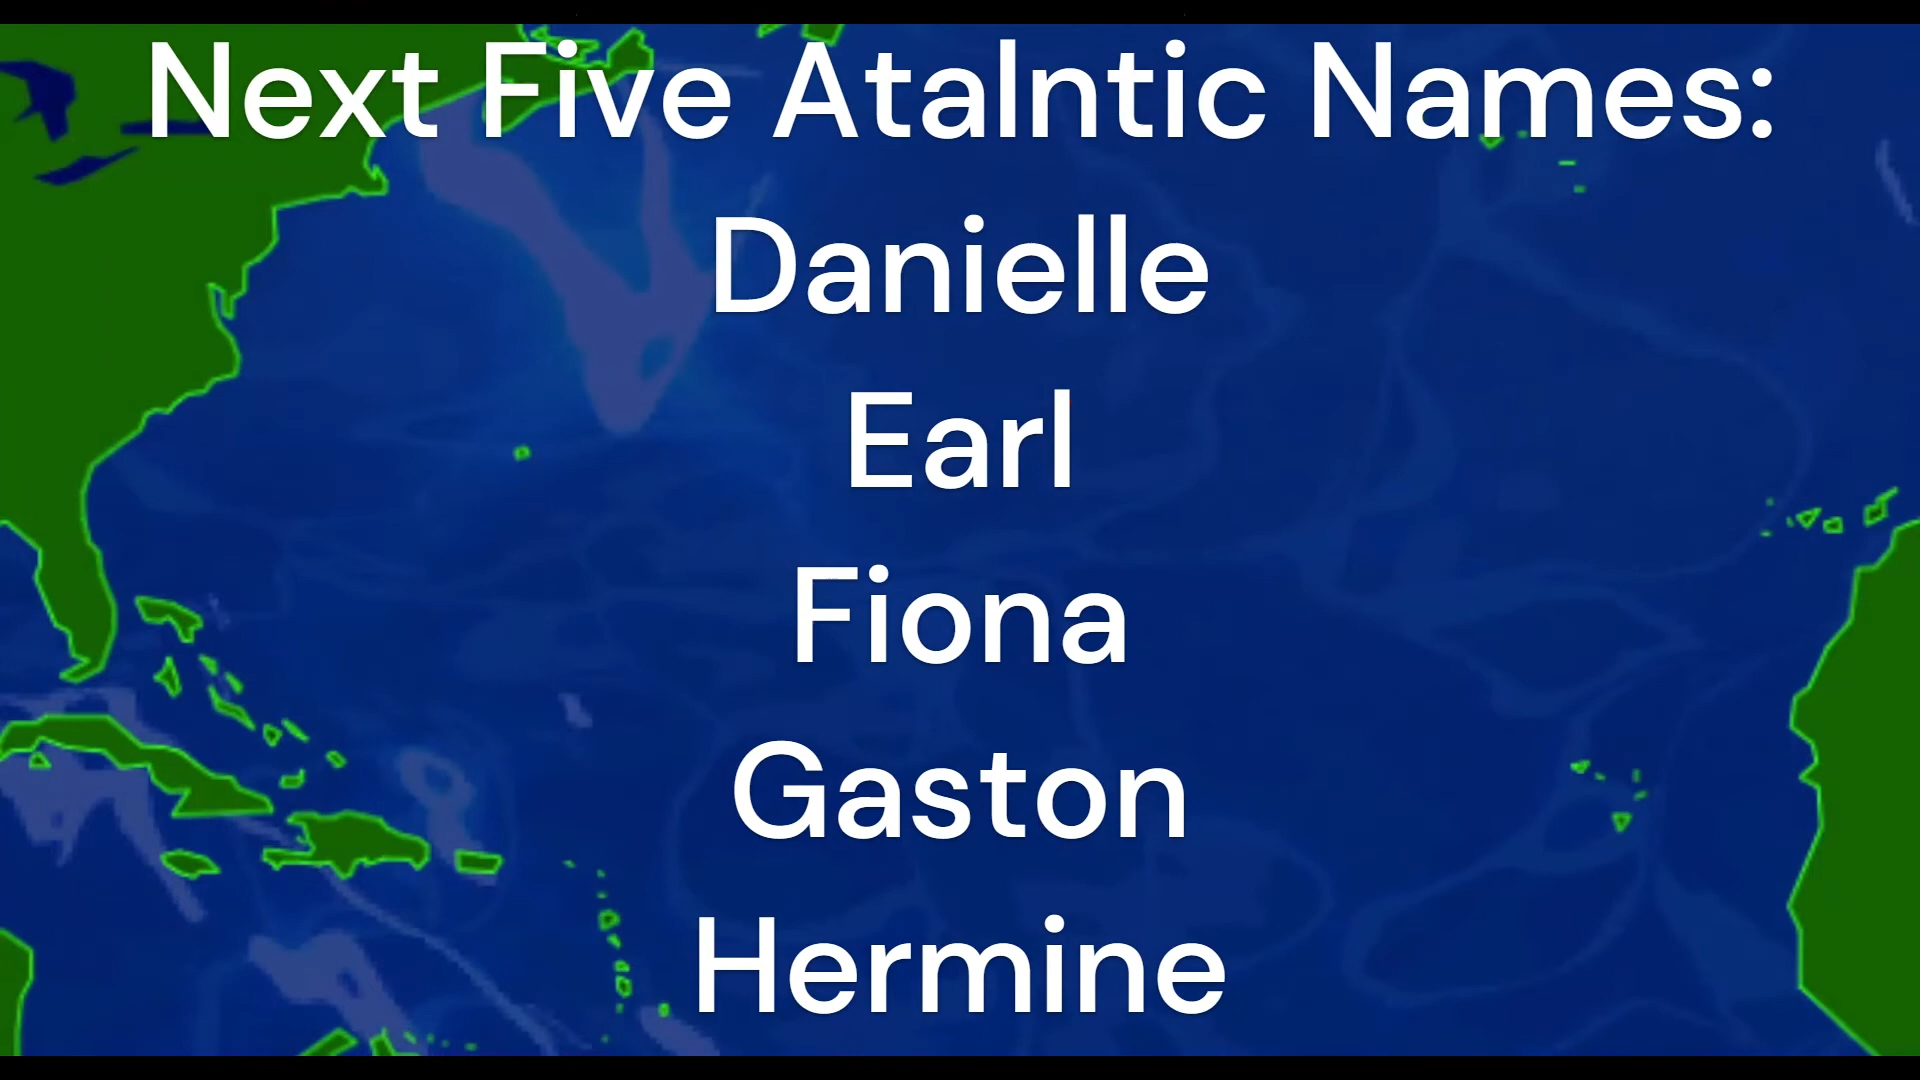 Next Five Atalntic Names:
Danielle
Earl
Fiona
Gaston
Hermine